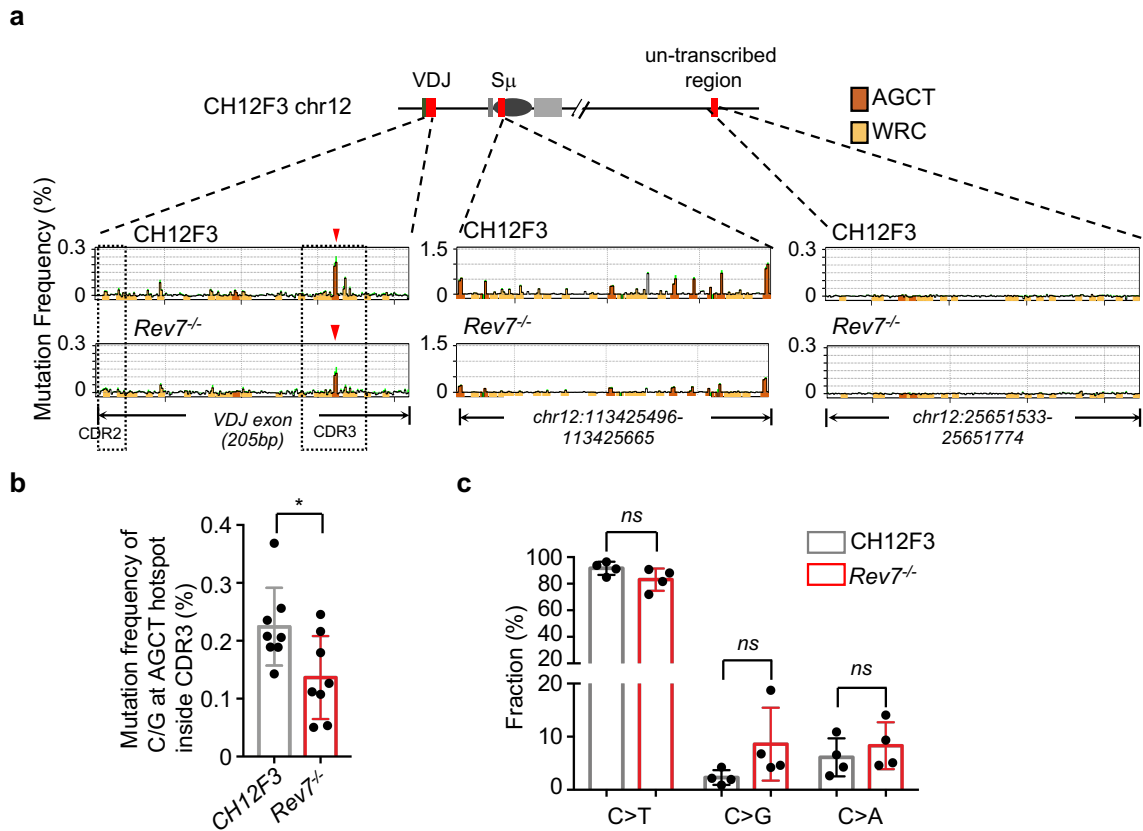 a
un-transcribed
region
VDJ
Sμ
CH12F3 chr12
AGCT
WRC
Mutation Frequency (%)
CH12F3
0.3
0
Rev7-/-
0.3
0
CDR2
VDJ exon
(205bp)
CDR3
CH12F3
1.5
0
Rev7-/-
1.5
0
chr12:113425496-
113425665
CH12F3
0.3
0
Rev7-/-
0.3
0
chr12:25651533-
25651774
b
Mutation frequency of
C/G at AGCT hotspot
inside CDR3 (%)
*
0.4
0.3
0.2
0.1
0
CH12F3
Rev7-/-
c
CH12F3
Rev7-/-
Fraction (%)
100
80
60
40
20
20
10
0
ns
ns
ns
C>T
C>G
C>A